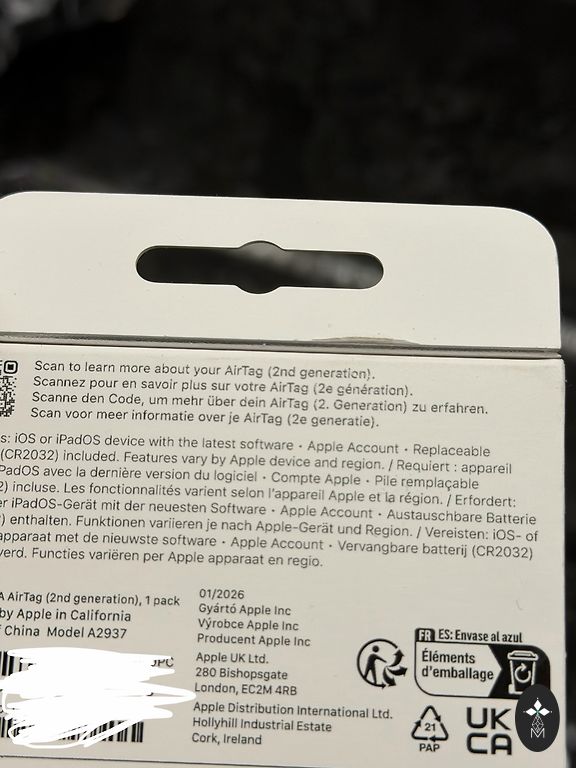 Scan to learn more about your AirTag (2nd generation).
Scannez pour en savoir plus sur votre AirTag (2e génération).
Scanne den Code, um mehr über dein AirTag (2. Generation) zu erfahren.
Scan voor meer informatie over je AirTag (2e generatie).
s: iOS or iPadOS device with the latest software • Apple Account • Replaceable
(CR2032) included. Features vary by Apple device and region. / Requiert : appareil
PadOS avec la dernière version du logiciel • Compte Apple • Pile remplaçable
2) incluse. Les fonctionnalités varient selon l'appareil Apple et la région. / Erfordert:
er iPadOS-Gerät mit der neuesten Software • Apple Account • Austauschbare Batterie
) enthalten. Funktionen variieren je nach Apple-Gerät und Region. / Vereisten: iOS- of
apparaat met de nieuwste software • Apple Account • Vervangbare batterij (CR2032)
verd. Functies variëren per Apple apparaat en regio.
A AirTag (2nd generation), 1 pack
by Apple in California
China Model A2937
01/2026
Gyártó Apple Inc
Výrobce Apple Inc
Producent Apple Inc
Apple UK Ltd.
280 Bishopsgate
London, EC2M 4RB
Apple Distribution International Ltd.
Hollyhill Industrial Estate
Cork, Ireland
FR ES: Envase al azul
Éléments
d'emballage
21
PAP
UK
CA
M